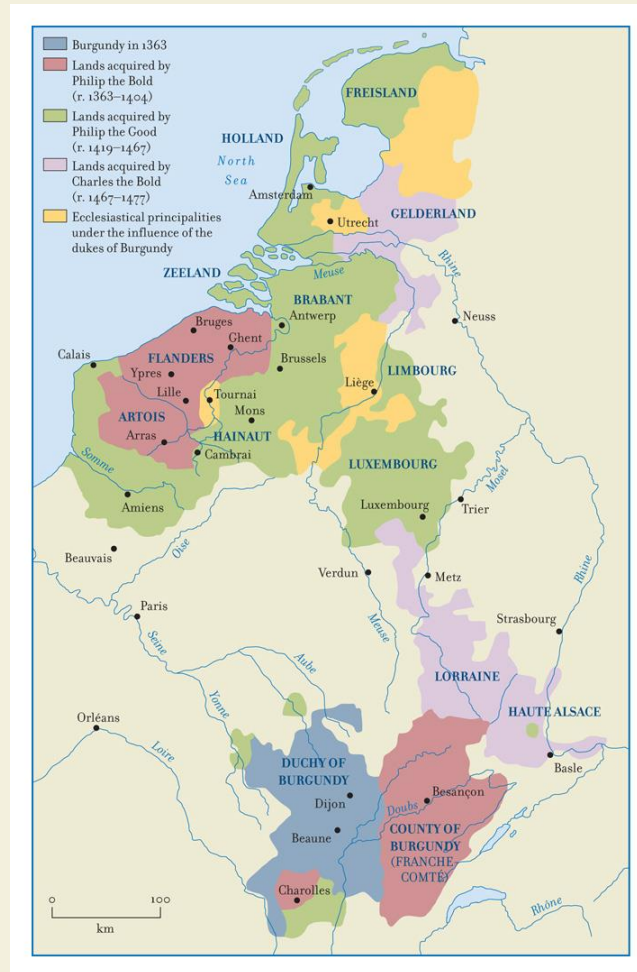 Burgundy in 1363
Lands acquired by
Philip the Bold
(r. 1363–1404)
Lands acquired by
Philip the Good
(r. 1419–1467)
Lands acquired by
Charles the Bold
(r. 1467–1477)
Ecclesiastical principalities
under the influence of the
dukes of Burgundy
FREISLAND
HOLLAND
North
Sea
Amsterdam
Utrecht
GELDERLAND
ZEELAND
Meuse
Rhine
BRABANT
Bruges
Antwerp
Neuss
Ghent
Calais
FLANDERS
Brussels
Ypres
LIMBOURG
Lille
Tournai
Liège
ARTOIS
Mons
Arras
HAINAUT
Cambrai
Somme
LUXEMBOURG
Mosel
Amiens
Luxembourg
Trier
Oise
Beauvais
Verdun
Metz
Rhine
Paris
Meuse
Strasbourg
Seine
Aube
LORRAINE
Yonne
HAUTE ALSACE
Orléans
Loire
DUCHY OF
BURGUNDY
Basle
Dijon
Besançon
Doubs
Beaune
COUNTY OF
BURGUNDY
(FRANCHE-
COMTÉ)
Charolles
0 100
km
Rhône